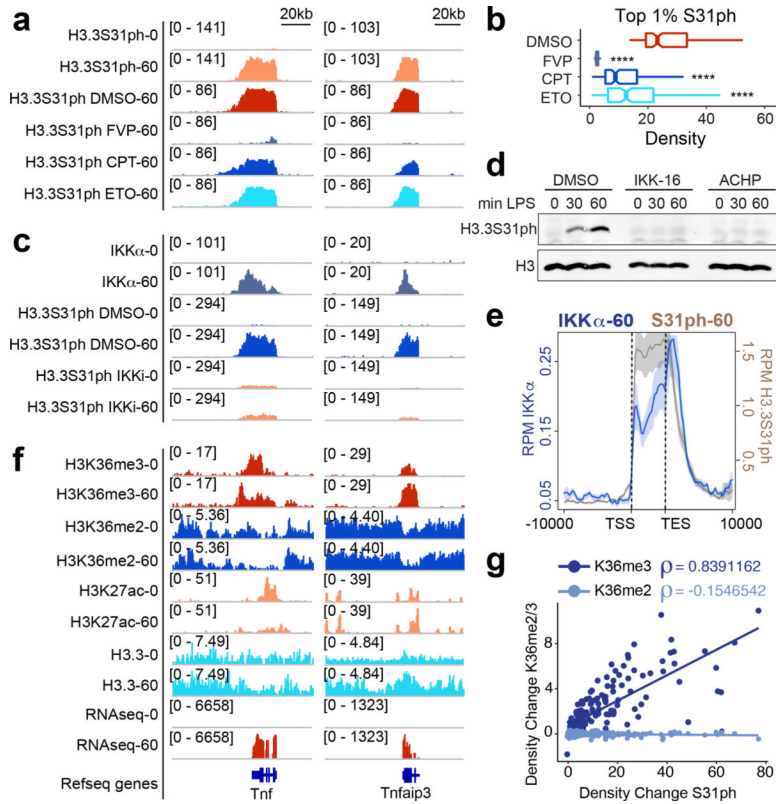 a
20kb
20kb
H3.3S31ph-0
[0 - 141]
[0 - 103]
H3.3S31ph-60
[0 - 141]
[0 - 103]
H3.3S31ph DMSO-60
[0 - 86]
[0 - 86]
H3.3S31ph FVP-60
[0 - 86]
[0 - 86]
H3.3S31ph CPT-60
[0 - 86]
[0 - 86]
H3.3S31ph ETO-60
[0 - 86]
[0 - 86]
b
Top 1% S31ph
DMSO
FVP
****
CPT
****
ETO
****
0 20 40 60
Density
c
IKKα-0
[0 - 101]
[0 - 20]
IKKα-60
[0 - 101]
[0 - 20]
H3.3S31ph DMSO-0
[0 - 294]
[0 - 149]
H3.3S31ph DMSO-60
[0 - 294]
[0 - 149]
H3.3S31ph IKKi-0
[0 - 294]
[0 - 149]
H3.3S31ph IKKi-60
[0 - 294]
[0 - 149]
d
DMSO IKK-16 ACHP
min LPS 0 30 60 0 30 60 0 30 60
H3.3S31ph
H3
e
IKKα-60 S31ph-60
RPM IKKα
0.05 0.15 0.25
RPM H3.3S31ph
0.5 1.0 1.5
-10000 TSS TES 10000
f
H3K36me3-0
[0 - 17]
[0 - 29]
H3K36me3-60
[0 - 17]
[0 - 29]
H3K36me2-0
[0 - 5.36]
[0 - 4.40]
H3K36me2-60
[0 - 5.36]
[0 - 4.40]
H3K27ac-0
[0 - 51]
[0 - 39]
H3K27ac-60
[0 - 51]
[0 - 39]
H3.3-0
[0 - 7.49]
[0 - 4.84]
H3.3-60
[0 - 7.49]
[0 - 4.84]
RNAseq-0
[0 - 6658]
[0 - 1323]
RNAseq-60
[0 - 6658]
[0 - 1323]
Refseq genes
Tnf
Tnfaip3
g
K36me3 ρ = 0.8391162
K36me2 ρ = -0.1546542
Density Change K36me2/3
8
4
0
0 20 40 60 80
Density Change S31ph